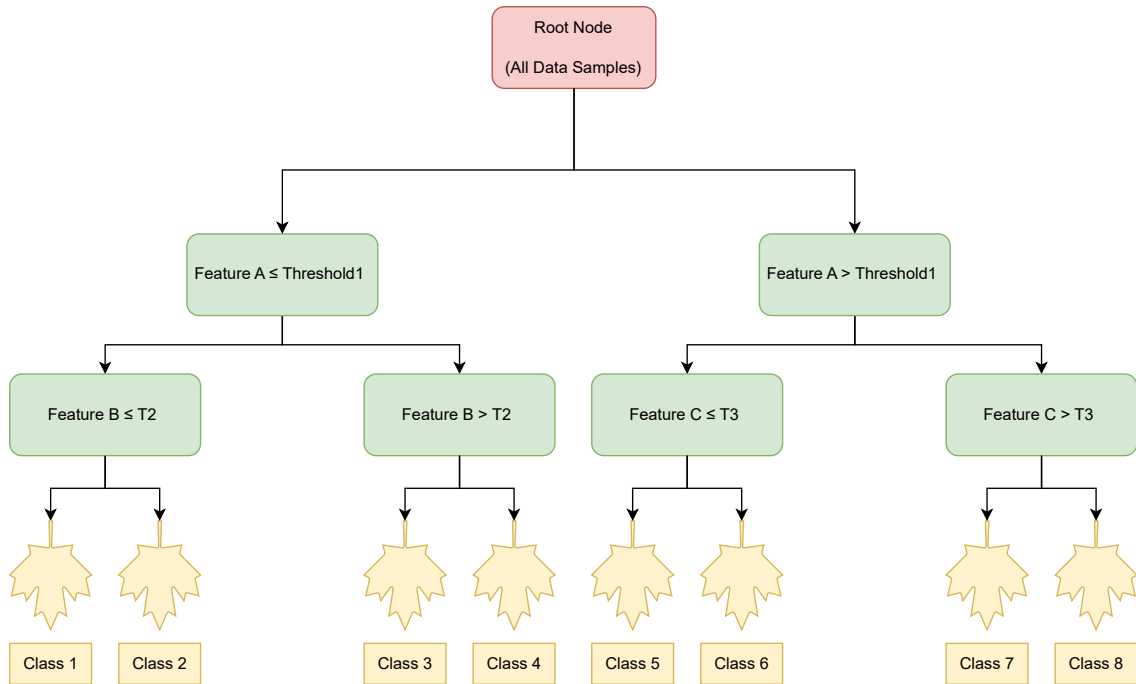 Root Node
(All Data Samples)
Feature A ≤ Threshold1
Feature A > Threshold1
Feature B ≤ T2
Feature B > T2
Feature C ≤ T3
Feature C > T3
Class 1
Class 2
Class 3
Class 4
Class 5
Class 6
Class 7
Class 8